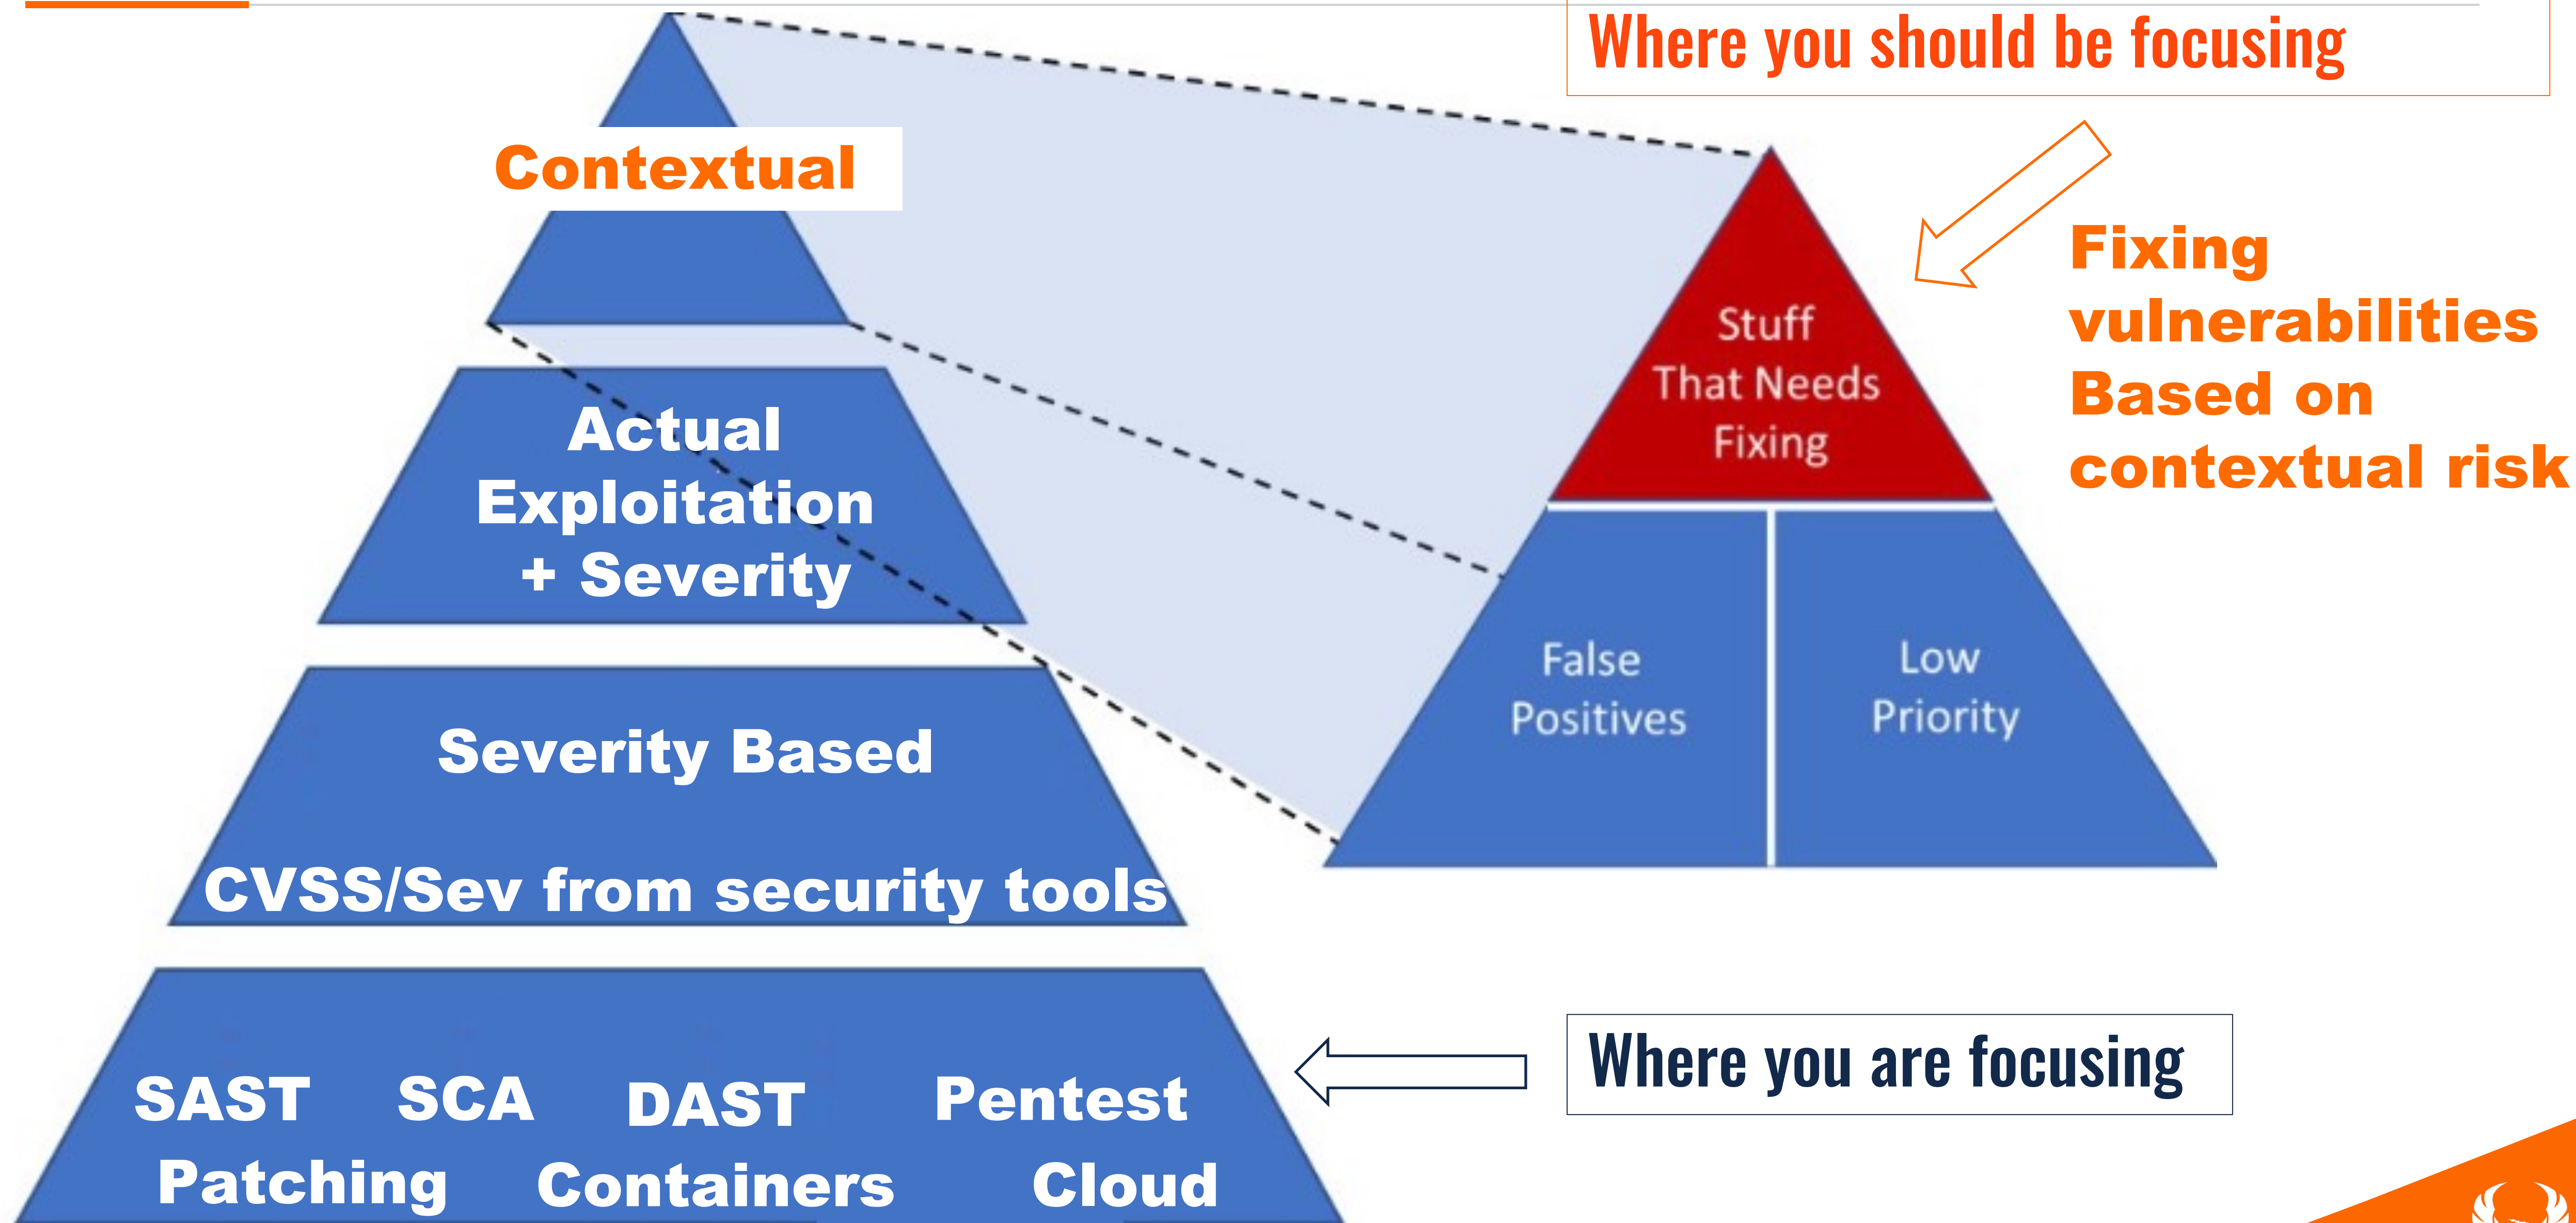 Where you should be focusing
Contextual
Fixing
vulnerabilities
Based on
contextual risk
Stuff
That Needs
Fixing
Actual
Exploitation
+ Severity
False
Positives
Low
Priority
Severity Based
CVSS/Sev from security tools
Where you are focusing
SAST SCA DAST Pentest
Patching Containers Cloud